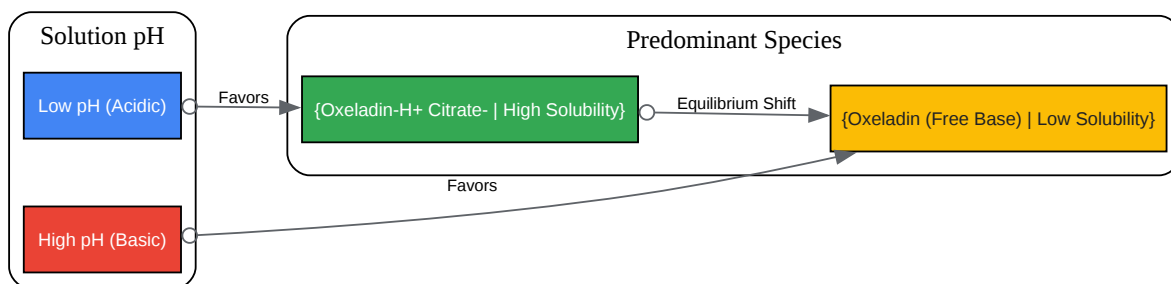 Solution pH
Predominant Species
Low pH (Acidic)
Favors
{Oxeladin-H+ Citrate- | High Solubility}
Equilibrium Shift
{Oxeladin (Free Base) | Low Solubility}
Favors
High pH (Basic)